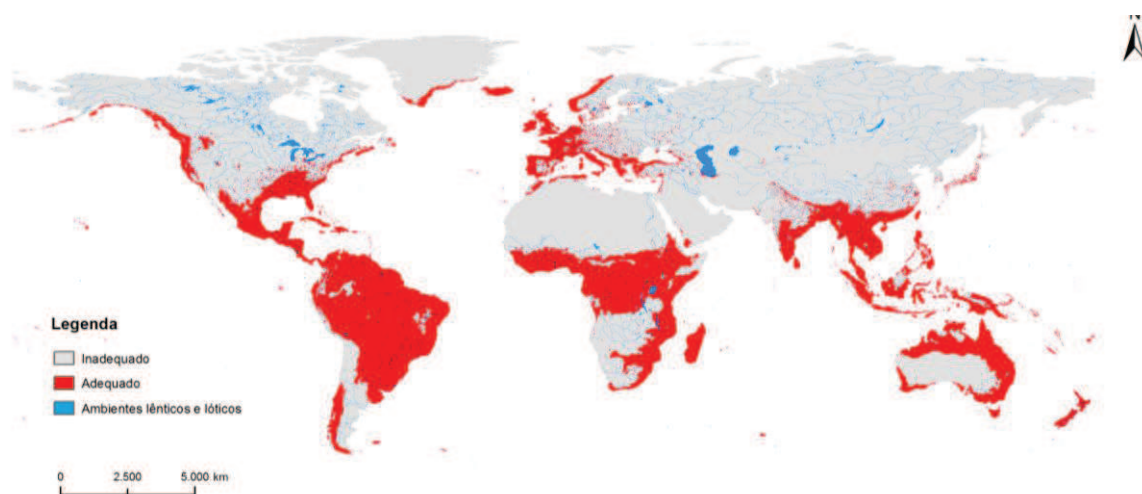 N
Legenda
Inadequado
Adequado
Ambientes lênticos e lóticos
0 2.500 5.000 km